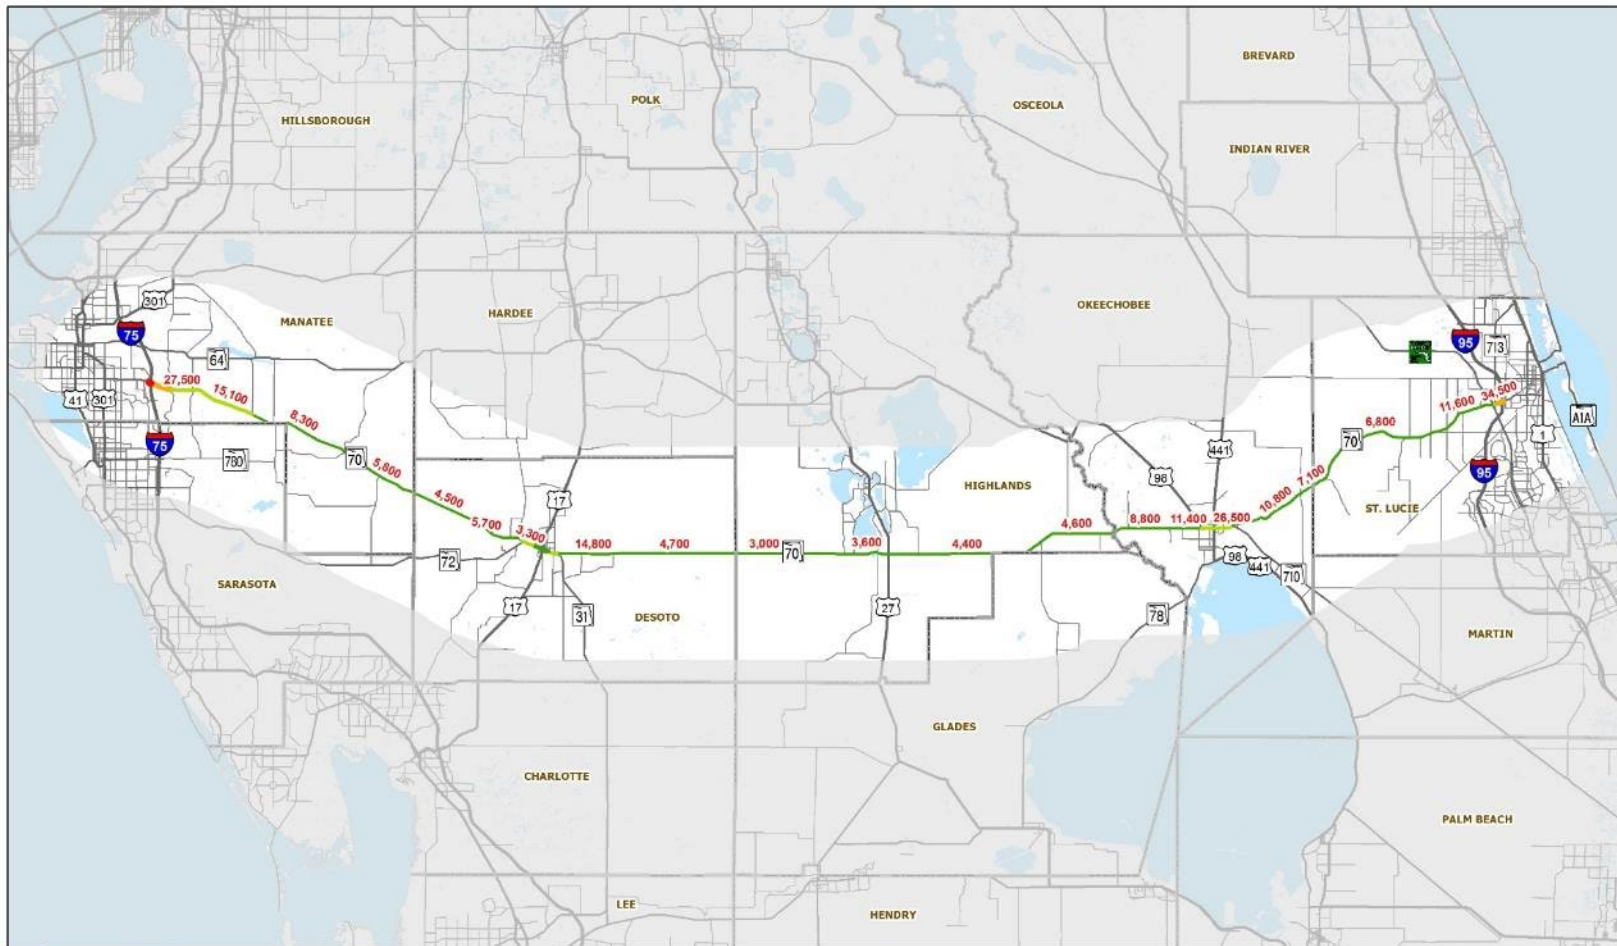 BREVARD
POLK
OSCEOLA
HILLSBOROUGH
INDIAN RIVER
301
MANATEE
HARDEE
OKEECHOBEE
75
95
713
64
27,500
15,100
41
301
34,500
11,600
A1A
8,300
6,800
1
75
70
70
441
780
5,800
98
95
7,100
HIGHLANDS
4,500
17
10,800
ST. LUCIE
5,700
3,300
4,600
8,800
11,400
26,500
14,800
4,700
3,000
70
3,600
4,400
72
98
441
710
SARASOTA
17
31
DESOTO
27
78
MARTIN
GLADES
CHARLOTTE
PALM BEACH
LEE
HENDRY